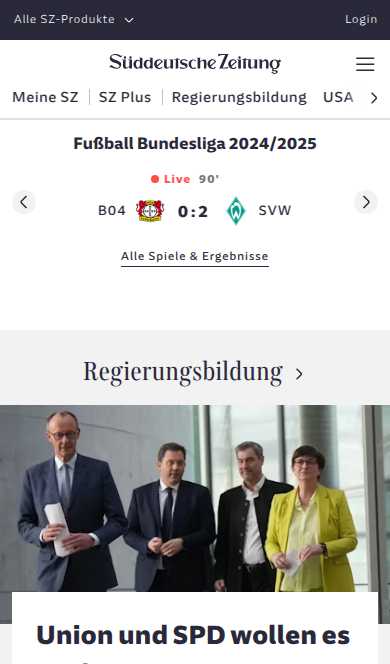 Alle SZ-Produkte
Login
Süddeutsche Zeitung
Meine SZ
SZ Plus
Regierungsbildung
USA
Fußball Bundesliga 2024/2025
Live 90'
B04 0:2 SVW
Alle Spiele & Ergebnisse
Regierungsbildung
Union und SPD wollen es